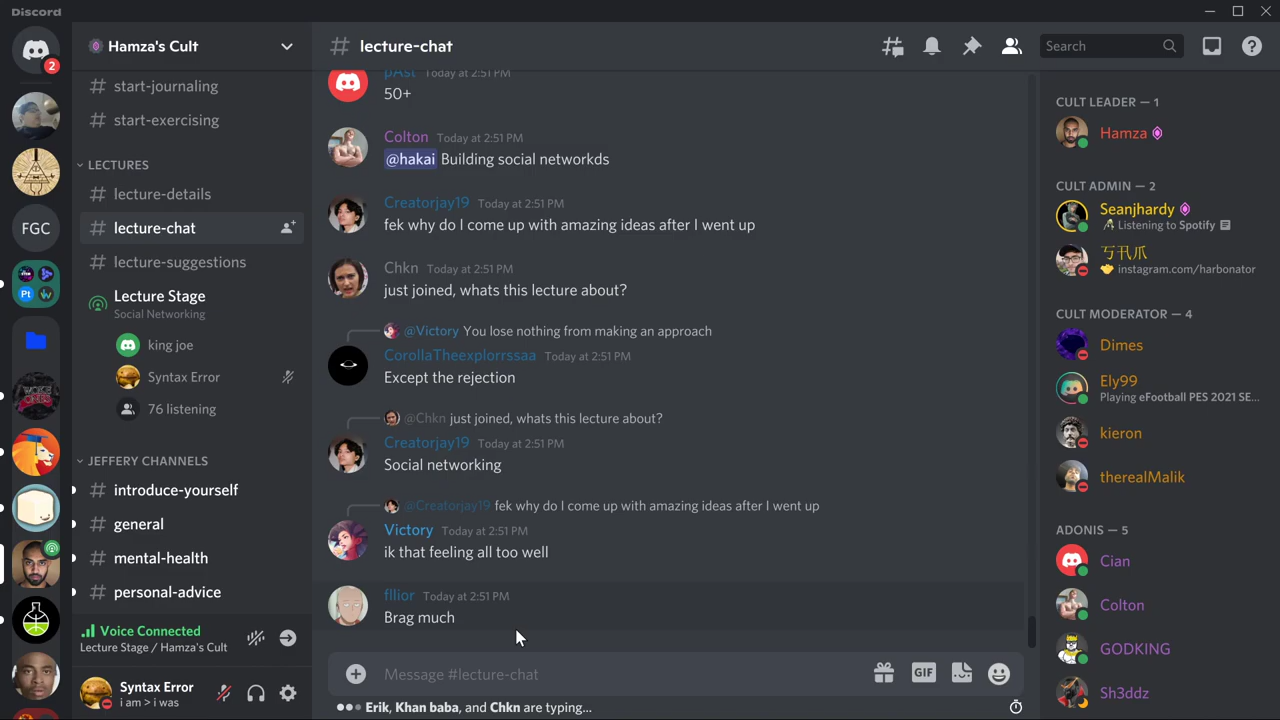 Discord
2
FGC
Hamza's Cult
# start-journaling
# start-exercising
LECTURES
# lecture-details
# lecture-chat
# lecture-suggestions
Lecture Stage
Social Networking
king joe
Syntax Error
76 listening
JEFFERY CHANNELS
# introduce-yourself
# general
# mental-health
# personal-advice
Voice Connected
Lecture Stage / Hamza's Cult
Syntax Error
i am > i was
# lecture-chat
Search
pAst Today at 2:51 PM
50+
Colton Today at 2:51 PM
@hakai Building social networkds
Creatorjay19 Today at 2:51 PM
fek why do I come up with amazing ideas after I went up
Chkn Today at 2:51 PM
just joined, whats this lecture about?
@Victory You lose nothing from making an approach
CorollaTheexplorrssaa Today at 2:51 PM
Except the rejection
@Chkn just joined, whats this lecture about?
Creatorjay19 Today at 2:51 PM
Social networking
@Creatorjay19 fek why do I come up with amazing ideas after I went up
Victory Today at 2:51 PM
ik that feeling all too well
fllior Today at 2:51 PM
Brag much
Message #lecture-chat
GIF
Erik, Khan baba, and Chkn are typing...
CULT LEADER — 1
Hamza
CULT ADMIN — 2
Seanjhardy
Listening to Spotify
instagram.com/harbonator
CULT MODERATOR — 4
Dimes
Ely99
Playing eFootball PES 2021 SE...
kieron
therealMalik
ADONIS — 5
Cian
Colton
GODKING
Sh3ddz